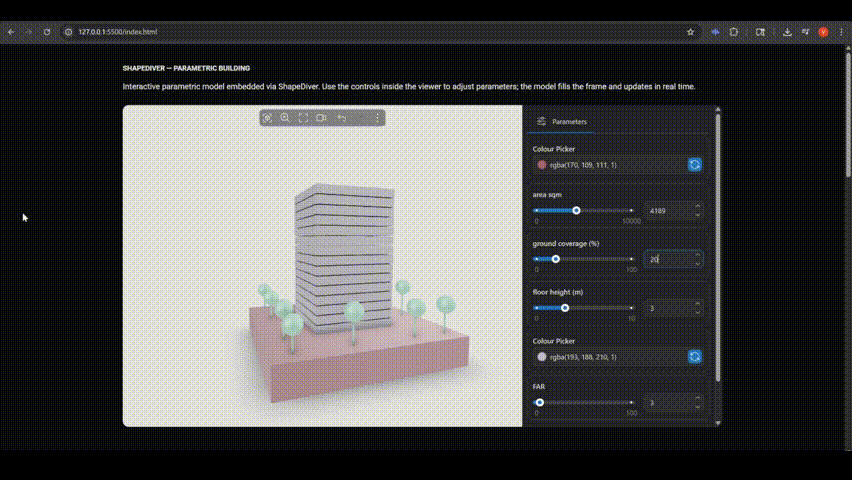 127.0.0.1:5500/index.html
V
SHAPEDIVER — PARAMETRIC BUILDING
Interactive parametric model embedded via ShapeDiver. Use the controls inside the viewer to adjust parameters; the model fills the frame and updates in real time.
Parameters
Colour Picker
rgba(170, 109, 111, 1)
area sqm
4189
0 10000
ground coverage (%)
20
0 100
floor height (m)
3
0 10
Colour Picker
rgba(193, 188, 210, 1)
FAR
3
0 100